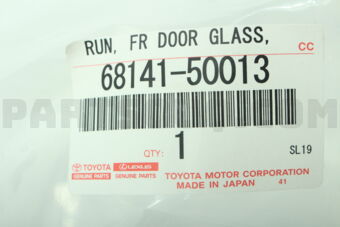 RUN, FR DOOR GLASS,
CC
68141-50013
QTY: 1
SL19
TOYOTA LEXUS
GENUINE PARTS GENUINE PARTS
TOYOTA MOTOR CORPORATION
MADE IN JAPAN 41